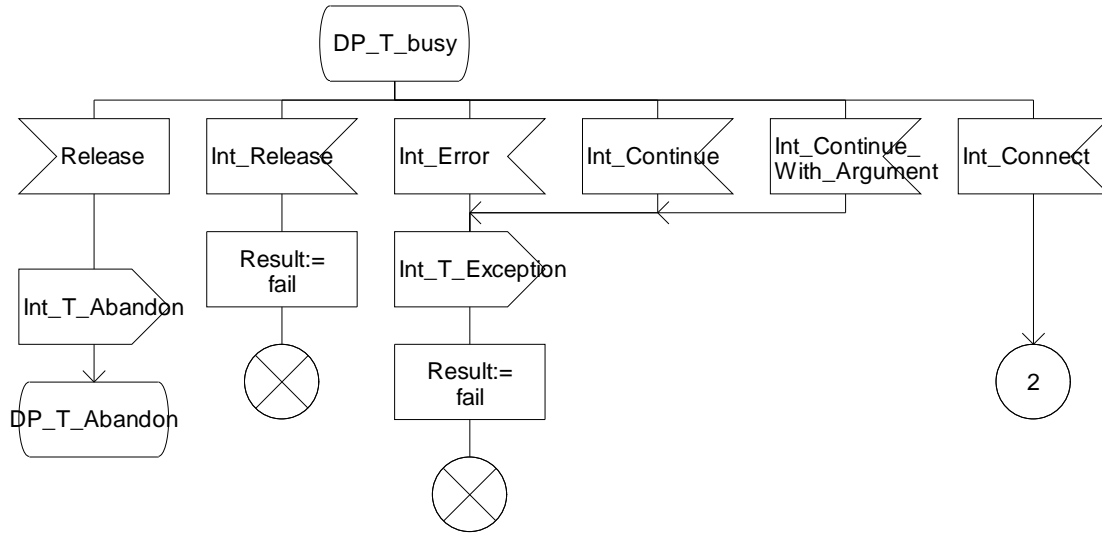 DP_T_busy
Release
Int_Release
Int_Error
Int_Continue
Int_Continue_
With_Argument
Int_Connect
Result:=
fail
Int_T_Exception
Int_T_Abandon
DP_T_Abandon
Result:=
fail
2